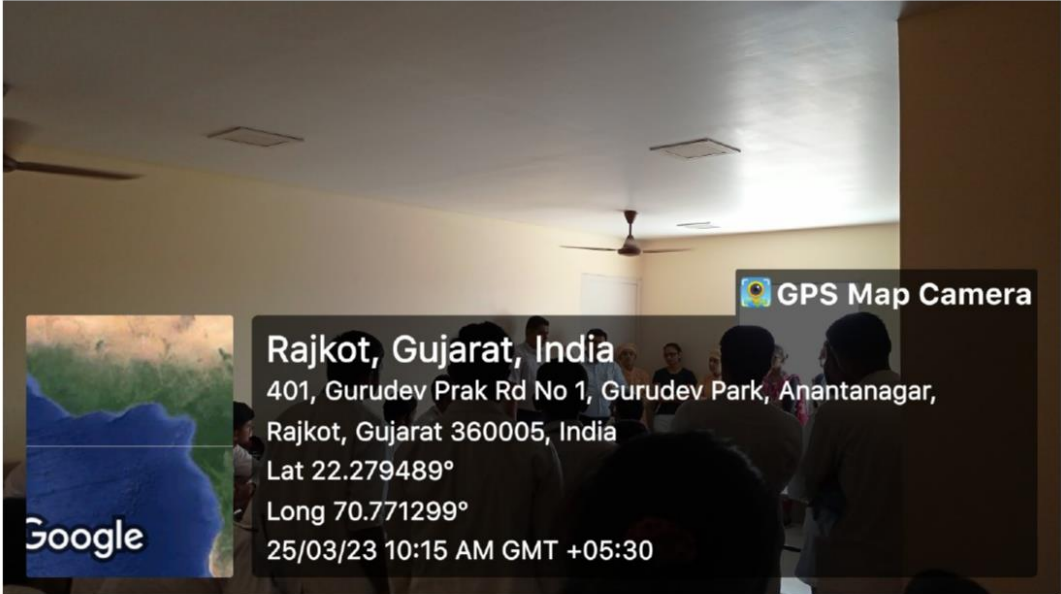 GPS Map Camera
Rajkot, Gujarat, India
401, Gurudev Prak Rd No 1, Gurudev Park, Anantanagar,
Rajkot, Gujarat 360005, India
Lat 22.279489°
Long 70.771299°
25/03/23 10:15 AM GMT +05:30
Google